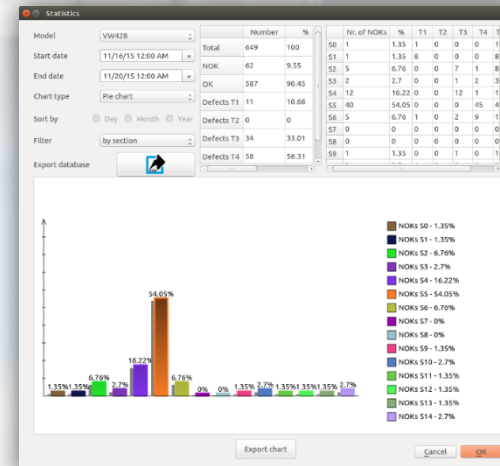 Statistics
Model VW428
Start date 11/16/15 12:00 AM
End date 11/20/15 12:00 AM
Chart type Pie chart
Sort by Day Month Year
Filter by section
Export database
Number %
Total 649 100
NOK 62 9.55
OK 587 90.45
Defects T1 11 10.68
Defects T2 0 0
Defects T3 34 33.01
Defects T4 58 56.31
Nr. of NOKs % T1 T2 T3 T4
S0 1 1.35 1 0 0 0 1
S1 1 1.35 8 0 0 0 8
S2 5 6.76 0 0 7 1 8
S3 2 2.7 0 0 1 2 3
S4 12 16.22 0 0 12 1 1
S5 40 54.05 0 0 45 4
S6 5 6.76 1 0 2 9 1
S7 0 0 0 0 0 0 0
S8 0 0 0 0 0 0 0
S9 1 1.35 0 0 1 0 1
1.35% 1.35% 6.76% 2.7% 16.22% 54.05% 6.76% 0% 0% 1.35% 2.7% 1.35% 1.35% 1.35% 2.7%
NOKs S0 - 1.35%
NOKs S1 - 1.35%
NOKs S2 - 6.76%
NOKs S3 - 2.7%
NOKs S4 - 16.22%
NOKs S5 - 54.05%
NOKs S6 - 6.76%
NOKs S7 - 0%
NOKs S8 - 0%
NOKs S9 - 1.35%
NOKs S10 - 2.7%
NOKs S11 - 1.35%
NOKs S12 - 1.35%
NOKs S13 - 1.35%
NOKs S14 - 2.7%
Export chart
Cancel OK